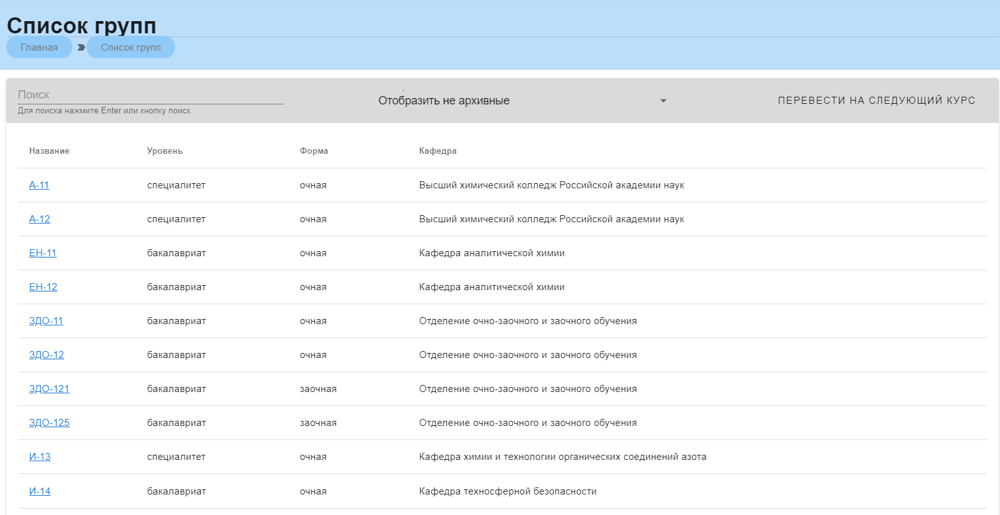 Список групп
Главная Список групп
Поиск
Для поиска нажмите Enter или кнопку поиск
Отобразить не архивные
ПЕРЕВЕСТИ НА СЛЕДУЮЩИЙ КУРС
Название Уровень Форма Кафедра
А-11 специалитет очная Высший химический колледж Российской академии наук
А-12 специалитет очная Высший химический колледж Российской академии наук
ЕН-11 бакалавриат очная Кафедра аналитической химии
ЕН-12 бакалавриат очная Кафедра аналитической химии
ЗДО-11 бакалавриат очная Отделение очно-заочного и заочного обучения
ЗДО-12 бакалавриат очная Отделение очно-заочного и заочного обучения
ЗДО-121 бакалавриат заочная Отделение очно-заочного и заочного обучения
ЗДО-125 бакалавриат заочная Отделение очно-заочного и заочного обучения
И-13 специалитет очная Кафедра химии и технологии органических соединений азота
И-14 бакалавриат очная Кафедра техносферной безопасности